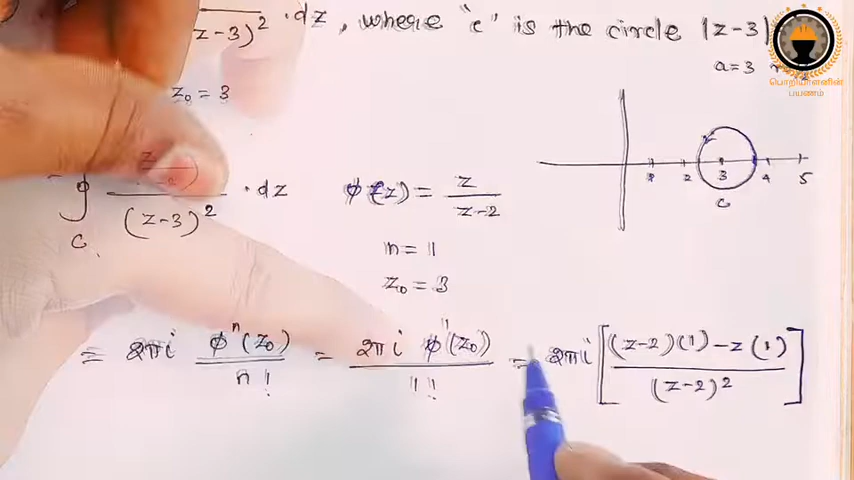 z-3)² · dz, where "c" is the circle |z-3|
a=3
பொறியாளனின்
பயணம்
z₀ = 3
∮ (z-3)² · dz
C
φ(z) = z / z-2
2 3 4 5
C
n = 1
z₀ = 3
= 2πi φⁿ(z₀) / n! = 2πi φ'(z₀) / 1! = 2πi [ (z-2)(1) - z(1) / (z-2)² ]